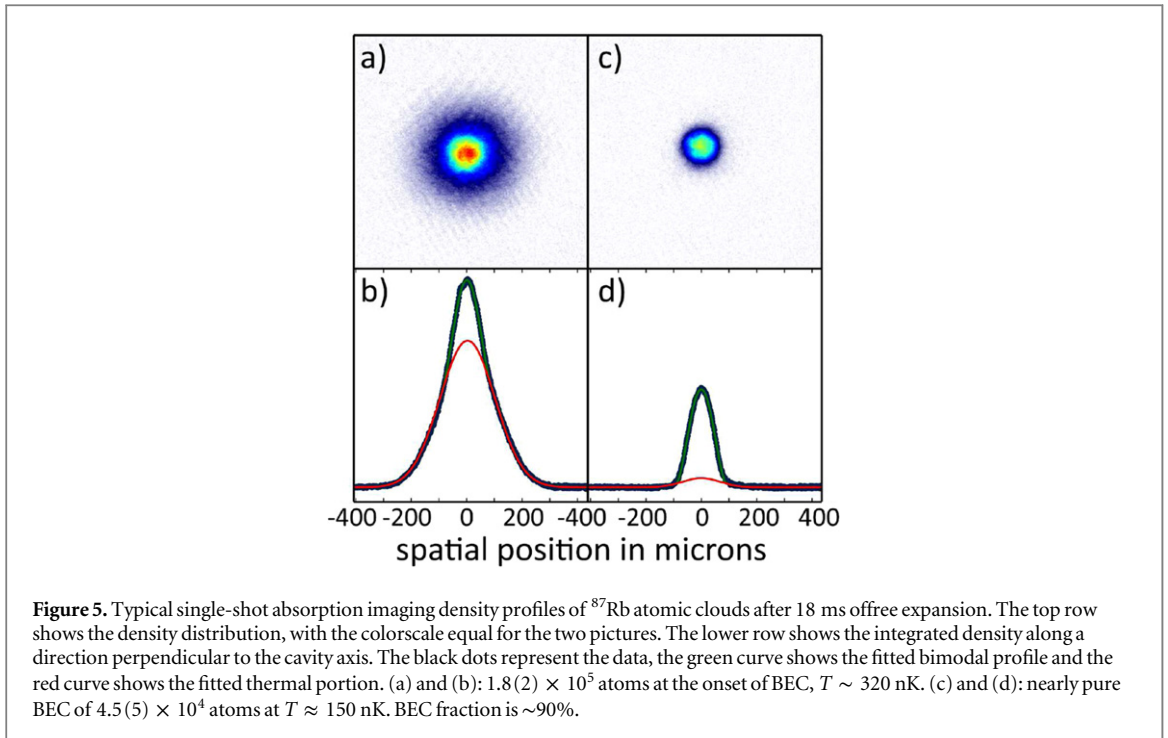 a)
c)
b)
d)
-400 -200 0 200 -400 -200 0 200 400
spatial position in microns
Figure 5. Typical single-shot absorption imaging density profiles of ⁸⁷Rb atomic clouds after 18 ms offree expansion. The top row
shows the density distribution, with the colorscale equal for the two pictures. The lower row shows the integrated density along a
direction perpendicular to the cavity axis. The black dots represent the data, the green curve shows the fitted bimodal profile and the
red curve shows the fitted thermal portion. (a) and (b): 1.8(2) × 10⁵ atoms at the onset of BEC, T ∼ 320 nK. (c) and (d): nearly pure
BEC of 4.5(5) × 10⁴ atoms at T ≈ 150 nK. BEC fraction is ∼90%.